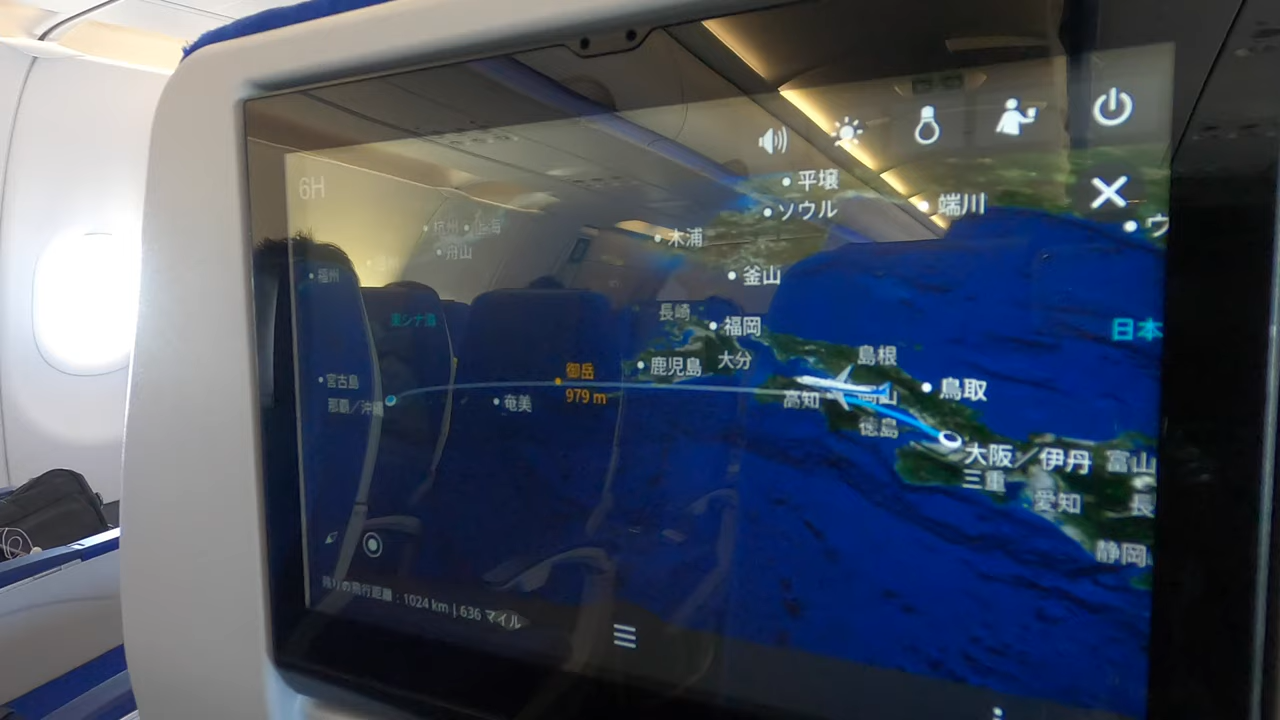 6H
平壌
ソウル
端川
ウ
杭州
上海
木浦
舟山
釜山
福州
長崎
福岡
東シナ海
日本
大分
島根
鹿児島
御岳
979 m
宮古島
鳥取
岡山
高知
那覇／沖縄
奄美
徳島
大阪／伊丹
富山
三重
愛知
長
静岡
残りの飛行距離 : 1024 km | 636 マイル